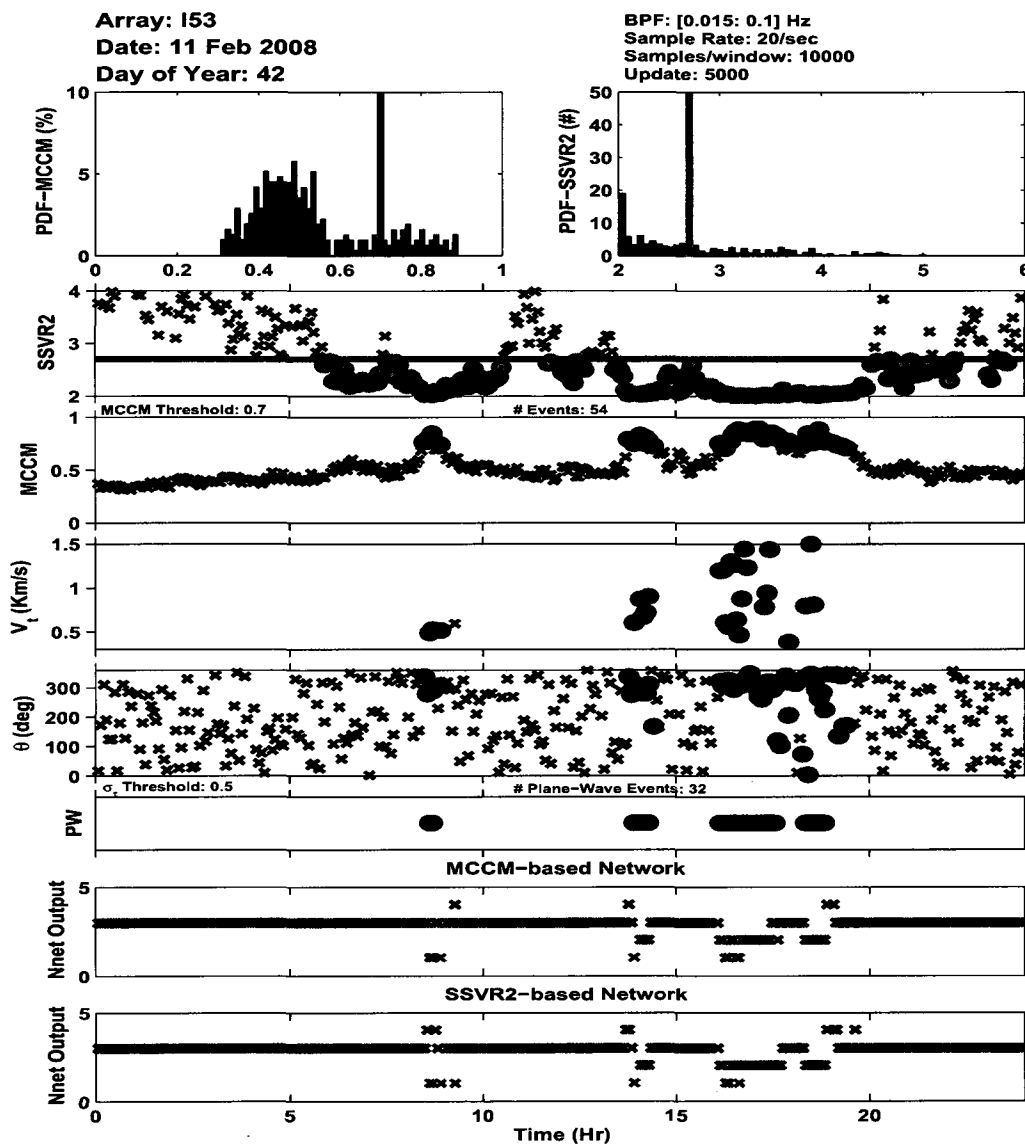 Array: I53
Date: 11 Feb 2008
Day of Year: 42
BPF: [0.015: 0.1] Hz
Sample Rate: 20/sec
Samples/window: 10000
Update: 5000
PDF-MCCM (%)
10
5
0
0 0.2 0.4 0.6 0.8 1
PDF-SSVR2 (#)
50
40
30
20
10
0
2 3 4 5 6
SSVR2
4
3
2
MCCM Threshold: 0.7 # Events: 54
MCCM
1
0.5
0
Vt (Km/s)
1.5
1
0.5
θ (deg)
300
200
100
0
στ Threshold: 0.5 # Plane-Wave Events: 32
PW
MCCM-based Network
Nnet Output
5
0
SSVR2-based Network
Nnet Output
5
0
0 5 10 15 20
Time (Hr)